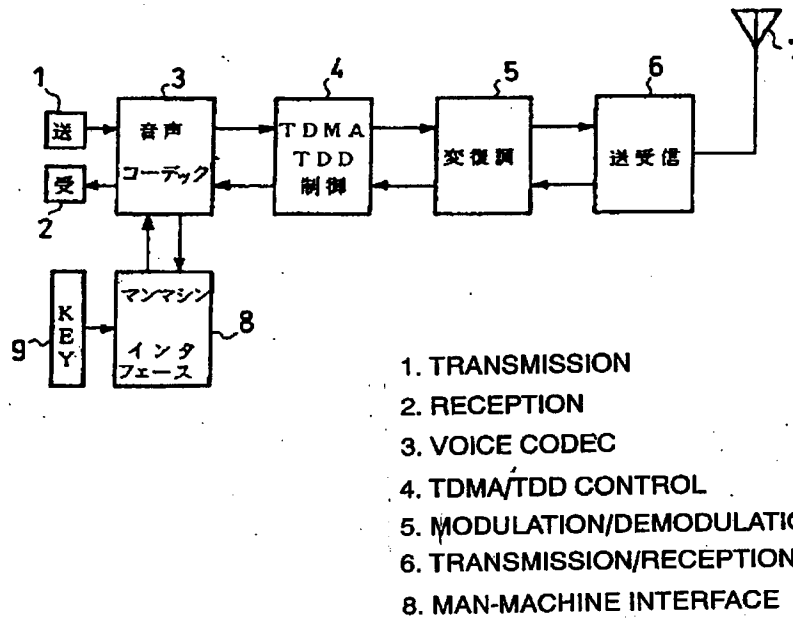 1
送
受
2
3
音声
コーデック
4
TDMA
TDD
制御
5
変復調
6
送受信
KEY
9
マンマシン
インタ
フェース
8
1. TRANSMISSION
2. RECEPTION
3. VOICE CODEC
4. TDMA/TDD CONTROL
5. MODULATION/DEMODULATIO
6. TRANSMISSION/RECEPTION
8. MAN-MACHINE INTERFACE